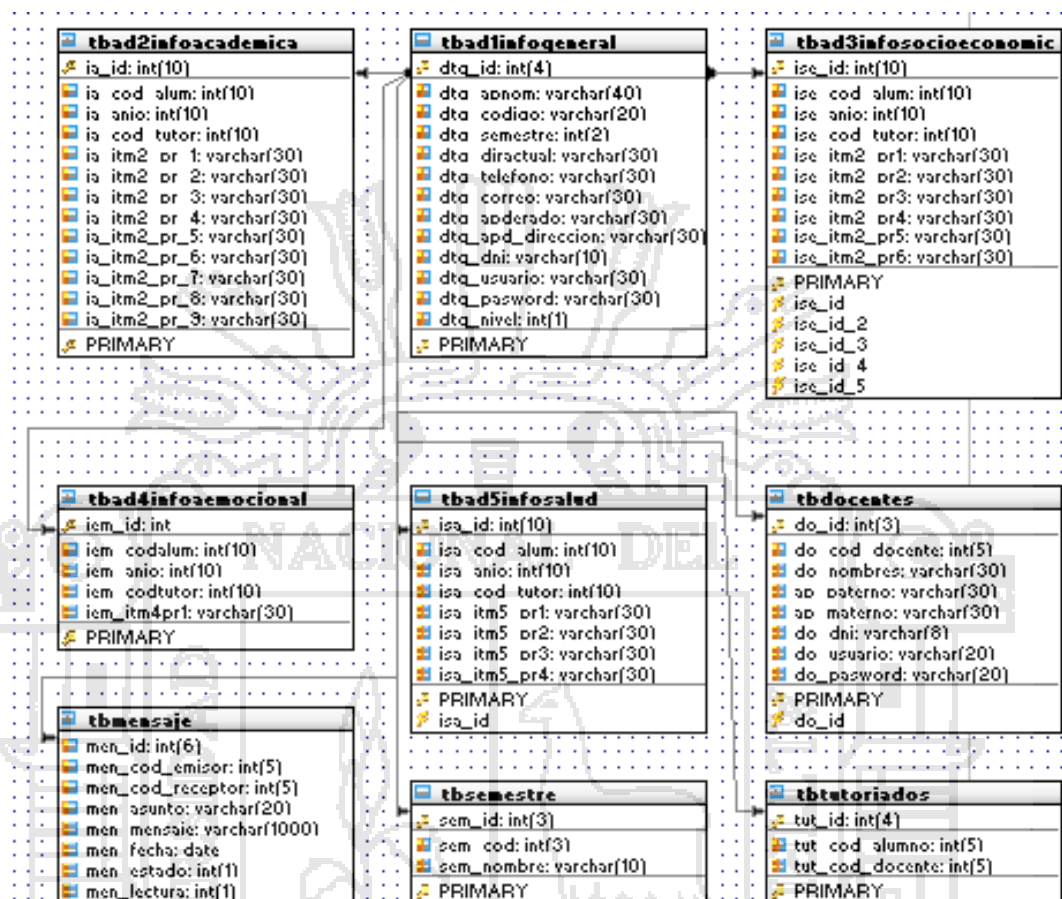 tbad2infoacademica
ia_id: int(10)
ia_cod_alum: int(10)
ia_anio: int(10)
ia_cod_tutor: int(10)
ia_itm2_pr_1: varchar(30)
ia_itm2_pr_2: varchar(30)
ia_itm2_pr_3: varchar(30)
ia_itm2_pr_4: varchar(30)
ia_itm2_pr_5: varchar(30)
ia_itm2_pr_6: varchar(30)
ia_itm2_pr_7: varchar(30)
ia_itm2_pr_8: varchar(30)
ia_itm2_pr_9: varchar(30)
PRIMARY
tbad1infogeneral
dtg_id: int(4)
dtg_apnom: varchar(40)
dtg_codigo: varchar(20)
dtg_semestre: int(2)
dtg_diractual: varchar(30)
dtg_telefono: varchar(30)
dtg_correo: varchar(30)
dtg_apderado: varchar(30)
dtg_apd_direccion: varchar(30)
dtg_dni: varchar(10)
dtg_usuario: varchar(30)
dtg_pasword: varchar(30)
dtg_nivel: int(1)
PRIMARY
tbad3infosocioeconomic
ise_id: int(10)
ise_cod_alum: int(10)
ise_anio: int(10)
ise_cod_tutor: int(10)
ise_itm2_pr1: varchar(30)
ise_itm2_pr2: varchar(30)
ise_itm2_pr3: varchar(30)
ise_itm2_pr4: varchar(30)
ise_itm2_pr5: varchar(30)
ise_itm2_pr6: varchar(30)
PRIMARY
ise_id
ise_id_2
ise_id_3
ise_id_4
ise_id_5
tbad4infoaemocional
iem_id: int
iem_codalum: int(10)
iem_anio: int(10)
iem_codtutor: int(10)
iem_itm4pr1: varchar(30)
PRIMARY
tbad5infosalud
isa_id: int(10)
isa_cod_alum: int(10)
isa_anio: int(10)
isa_cod_tutor: int(10)
isa_itm5_pr1: varchar(30)
isa_itm5_pr2: varchar(30)
isa_itm5_pr3: varchar(30)
isa_itm5_pr4: varchar(30)
PRIMARY
isa_id
tbdocentes
do_id: int(3)
do_cod_docente: int(5)
do_nombres: varchar(30)
ap_paterno: varchar(30)
ap_materno: varchar(30)
do_dni: varchar(8)
do_usuario: varchar(20)
do_pasword: varchar(20)
PRIMARY
do_id
tbmensaje
men_id: int(6)
men_cod_emisor: int(5)
men_cod_receptor: int(5)
men_asunto: varchar(20)
men_mensaje: varchar(1000)
men_fecha: date
men_estado: int(1)
men_lectura: int(1)
tbsemestre
sem_id: int(3)
sem_cod: int(3)
sem_nombre: varchar(10)
PRIMARY
tbtutoriados
tut_id: int(4)
tut_cod_alumno: int(5)
tut_cod_docente: int(5)
PRIMARY
NACIONAL DEL